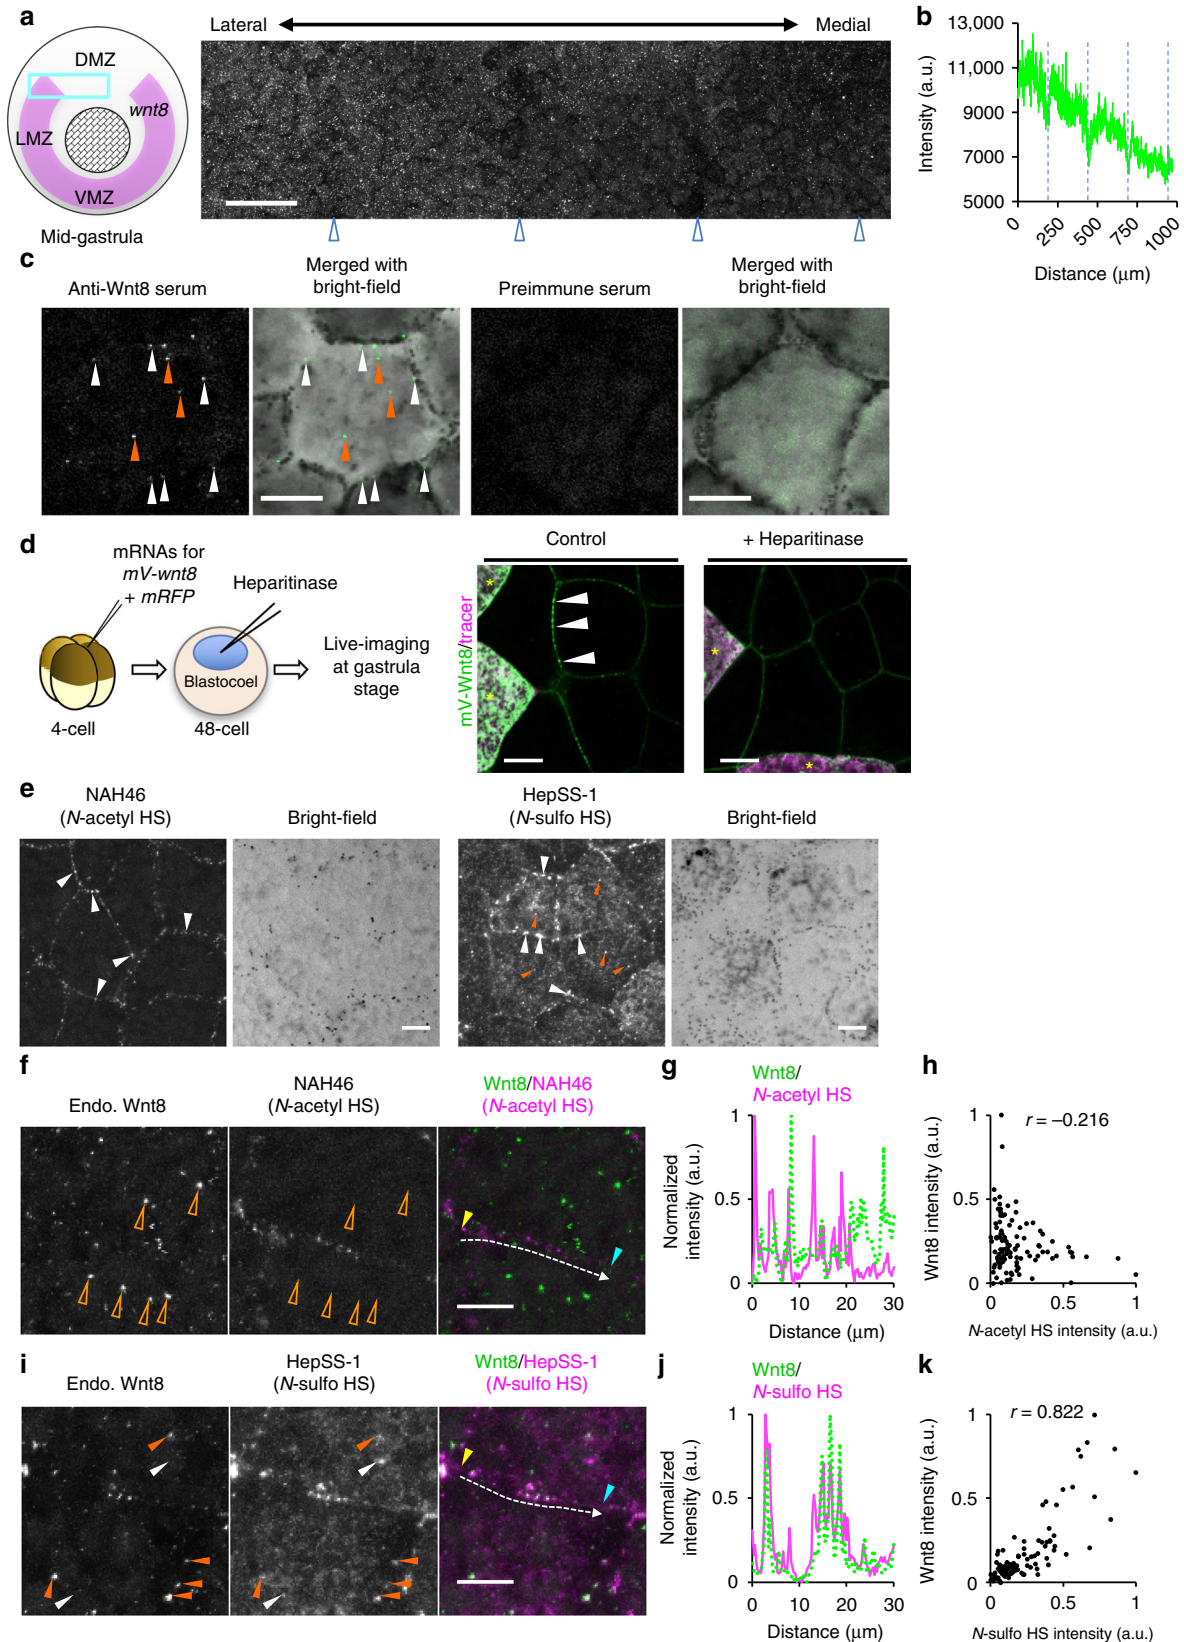 a
Lateral
Medial
DMZ
wnt8
LMZ
VMZ
Mid-gastrula
b
13,000
11,000
9000
7000
5000
Intensity (a.u.)
0
250
500
750
1000
Distance (μm)
c
Anti-Wnt8 serum
Merged with
bright-field
Preimmune serum
Merged with
bright-field
d
mRNAs for
mV-wnt8
+ mRFP
Heparitinase
Blastocoel
4-cell
48-cell
Live-imaging
at gastrula
stage
mV-Wnt8/tracer
Control
+ Heparitinase
*
*
*
*
e
NAH46
(N-acetyl HS)
Bright-field
HepSS-1
(N-sulfo HS)
Bright-field
f
Endo. Wnt8
NAH46
(N-acetyl HS)
Wnt8/NAH46
(N-acetyl HS)
g
Wnt8/
N-acetyl HS
Normalized
intensity (a.u.)
1
0.5
0
0
10
20
30
Distance (μm)
h
r = –0.216
Wnt8 intensity (a.u.)
1
0.5
0
0
0.5
1
N-acetyl HS intensity (a.u.)
i
Endo. Wnt8
HepSS-1
(N-sulfo HS)
Wnt8/HepSS-1
(N-sulfo HS)
j
Wnt8/
N-sulfo HS
Normalized
intensity (a.u.)
1
0.5
0
0
10
20
30
Distance (μm)
k
r = 0.822
Wnt8 intensity (a.u.)
1
0.5
0
0
0.5
1
N-sulfo HS intensity (a.u.)